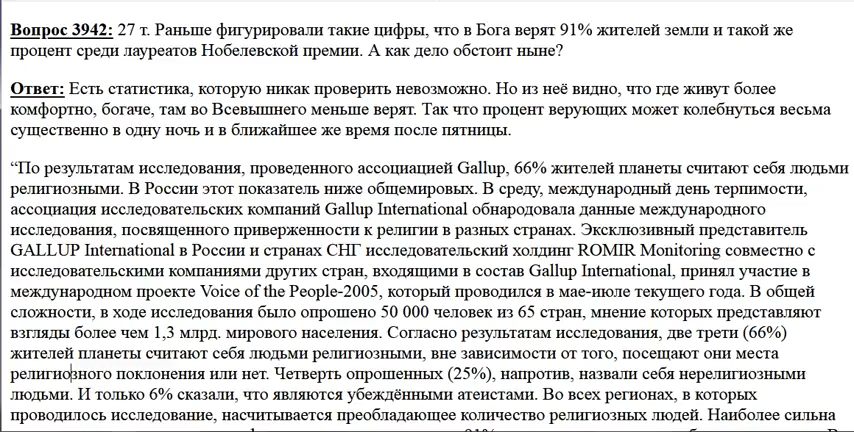 Вопрос 3942: 27 т. Раньше фигурировали такие цифры, что в Бога верят 91% жителей земли и такой же
процент среди лауреатов Нобелевской премии. А как дело обстоит ныне?
Ответ: Есть статистика, которую никак проверить невозможно. Но из неё видно, что где живут более
комфортно, богаче, там во Всевышнего меньше верят. Так что процент верующих может колебнуться весьма
существенно в одну ночь и в ближайшее же время после пятницы.
“По результатам исследования, проведенного ассоциацией Gallup, 66% жителей планеты считают себя людьми
религиозными. В России этот показатель ниже общемировых. В среду, международный день терпимости,
ассоциация исследовательских компаний Gallup International обнародовала данные международного
исследования, посвященного приверженности к религии в разных странах. Эксклюзивный представитель
GALLUP International в России и странах СНГ исследовательский холдинг ROMIR Monitoring совместно с
исследовательскими компаниями других стран, входящими в состав Gallup International, принял участие в
международном проекте Voice of the People-2005, который проводился в мае-июле текущего года. В общей
сложности, в ходе исследования было опрошено 50 000 человек из 65 стран, мнение которых представляют
взгляды более чем 1,3 млрд. мирового населения. Согласно результатам исследования, две трети (66%)
жителей планеты считают себя людьми религиозными, вне зависимости от того, посещают они места
религиозного поклонения или нет. Четверть опрошенных (25%), напротив, назвали себя нерелигиозными
людьми. И только 6% сказали, что являются убеждёнными атеистами. Во всех регионах, в которых
проводилось исследование, насчитывается преобладающее количество религиозных людей. Наиболее сильна